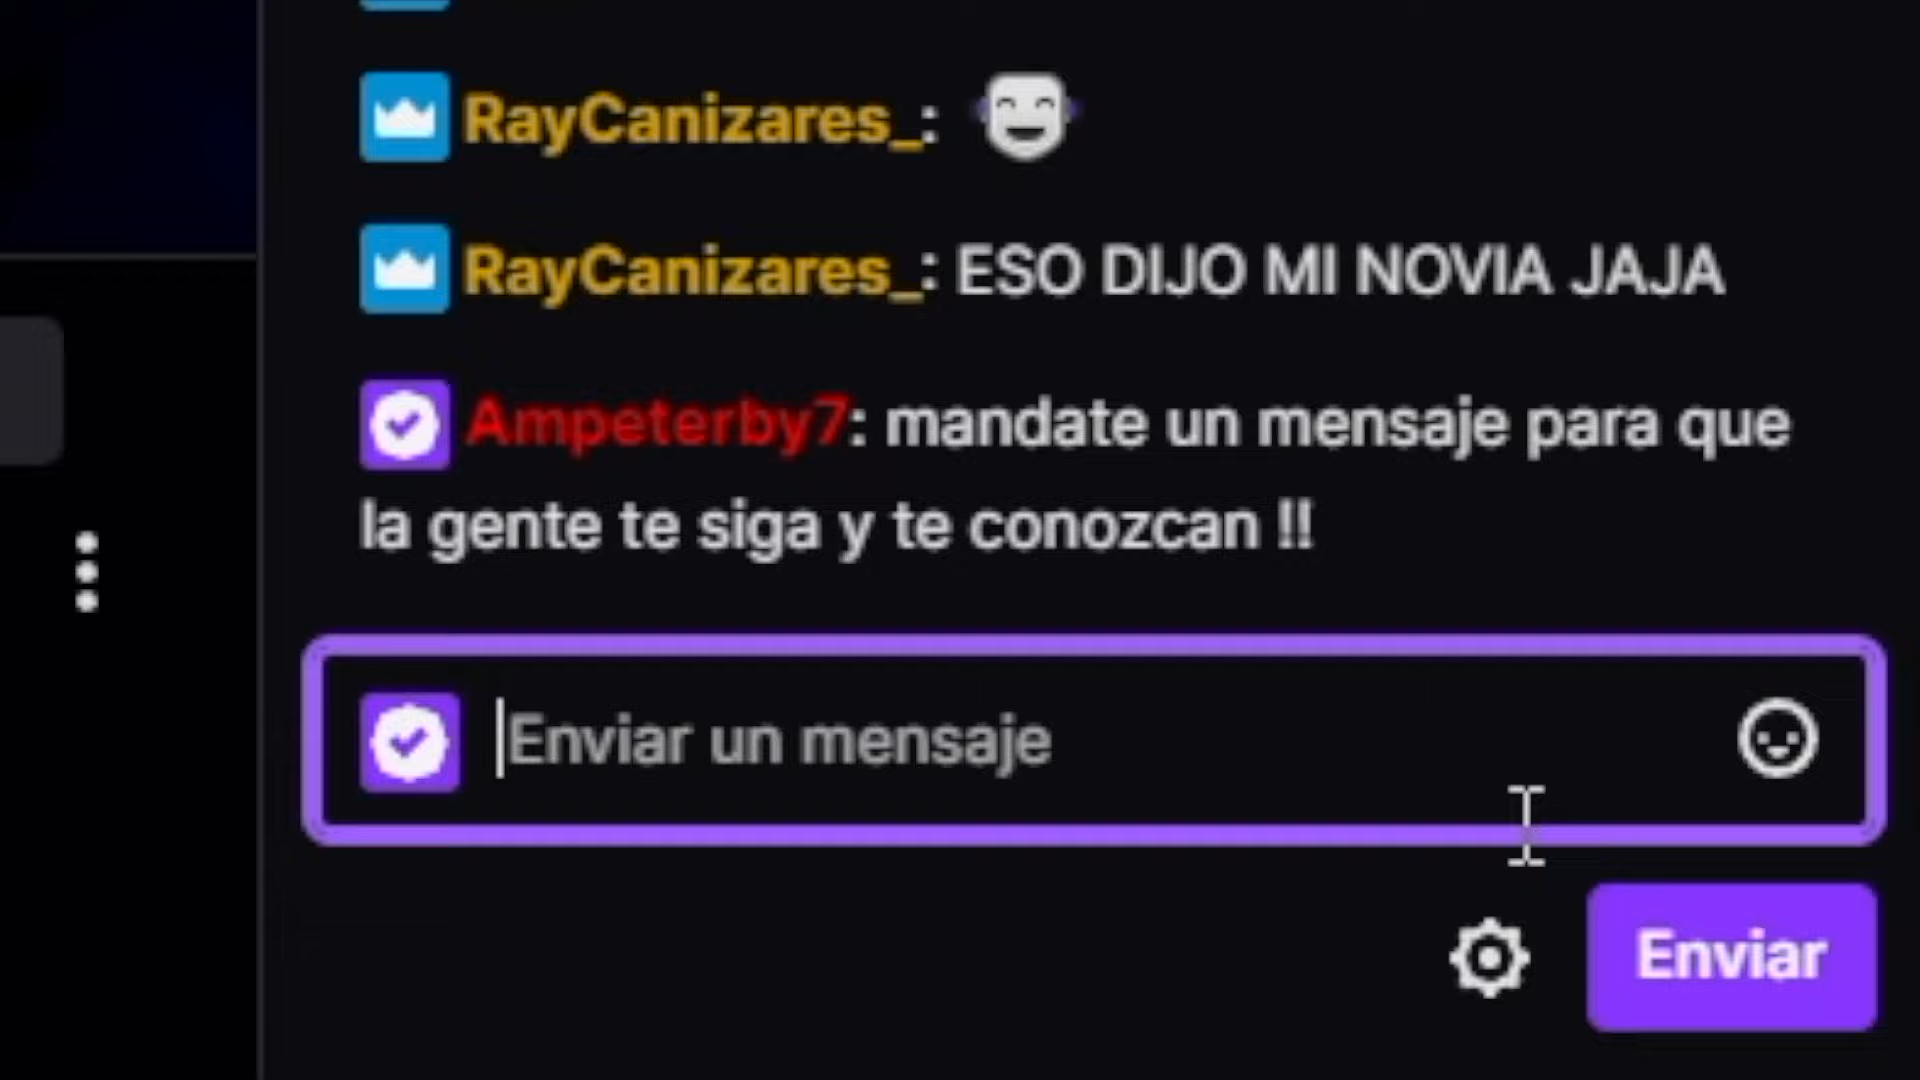 RayCanizares_:
RayCanizares_: ESO DIJO MI NOVIA JAJA
Ampeterby7: mandate un mensaje para que
la gente te siga y te conozcan !!
Enviar un mensaje
Enviar